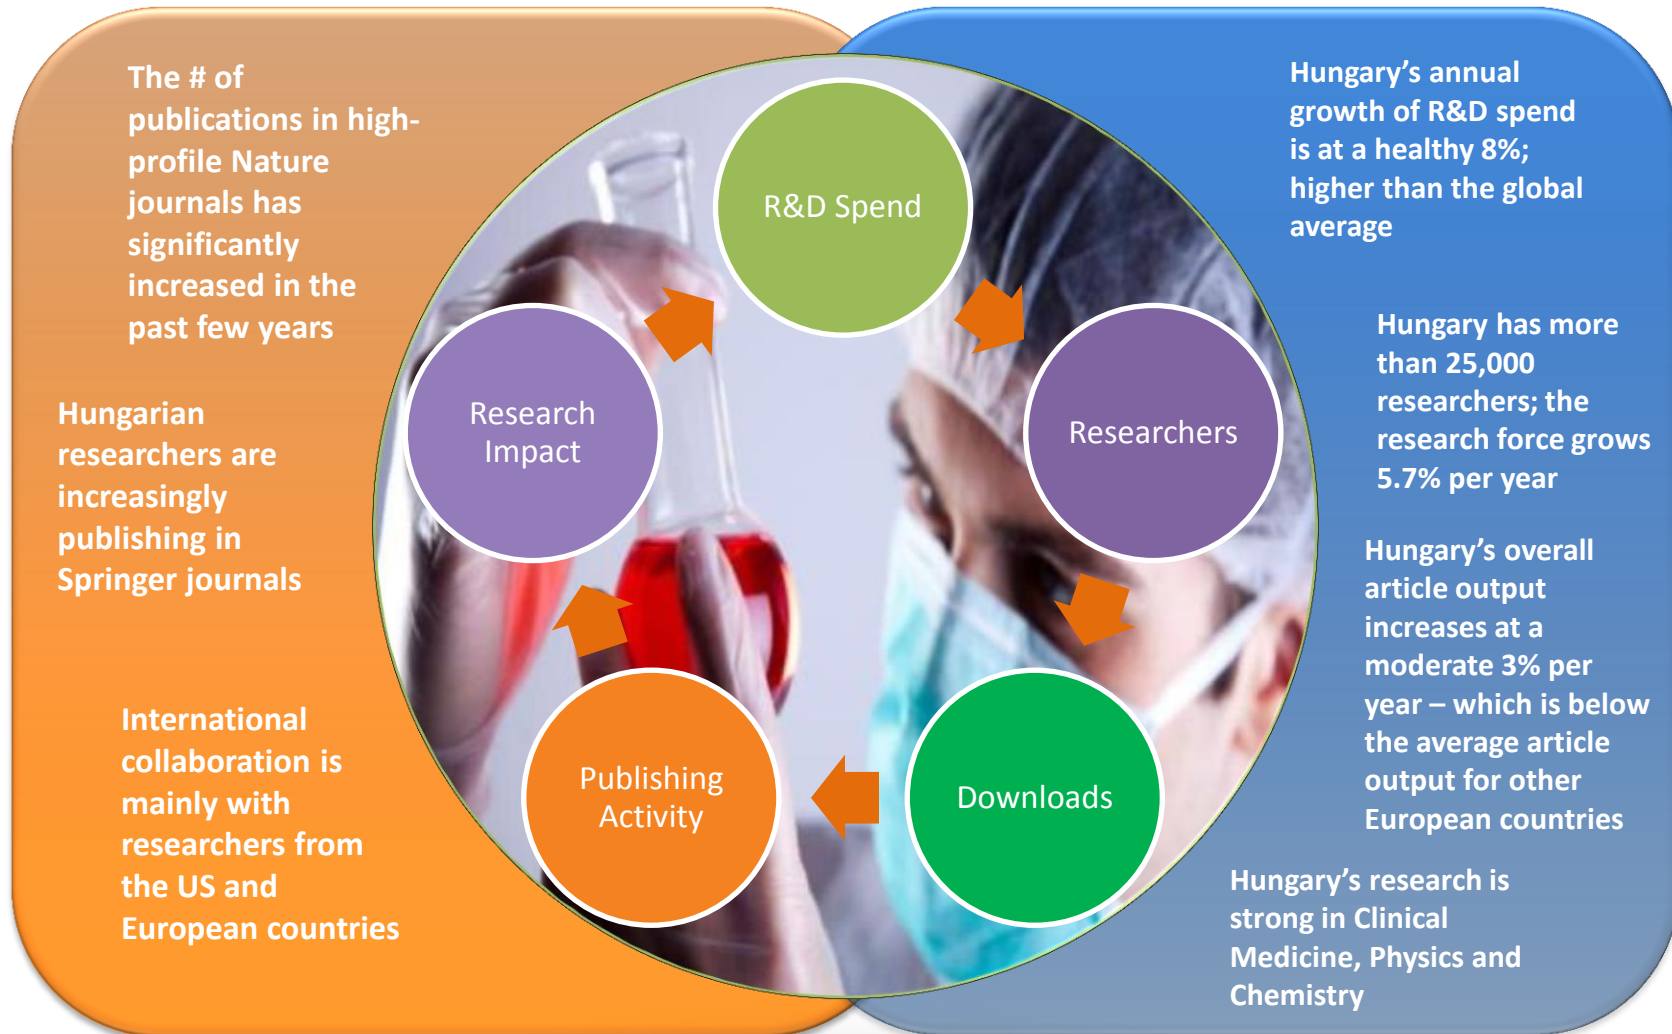 The # of
publications in high-
profile Nature
journals has
significantly
increased in the
past few years
Hungarian
researchers are
increasingly
publishing in
Springer journals
International
collaboration is
mainly with
researchers from
the US and
European countries
R&D Spend
Researchers
Downloads
Publishing
Activity
Research
Impact
Hungary’s annual
growth of R&D spend
is at a healthy 8%;
higher than the global
average
Hungary has more
than 25,000
researchers; the
research force grows
5.7% per year
Hungary’s overall
article output
increases at a
moderate 3% per
year – which is below
the average article
output for other
European countries
Hungary’s research is
strong in Clinical
Medicine, Physics and
Chemistry